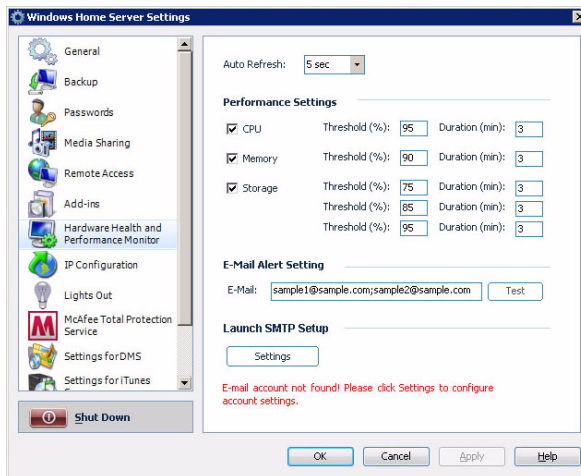 Windows Home Server Settings
General
Backup
Passwords
Media Sharing
Remote Access
Add-ins
Hardware Health and
Performance Monitor
IP Configuration
Lights Out
McAfee Total Protection
Service
Settings for DMS
Settings for iTunes
Shut Down
Auto Refresh: 5 sec
Performance Settings
CPU Threshold (%): 95 Duration (min): 3
Memory Threshold (%): 90 Duration (min): 3
Storage Threshold (%): 75 Duration (min): 3
Threshold (%): 85 Duration (min): 3
Threshold (%): 95 Duration (min): 3
E-Mail Alert Setting
E-Mail: sample1@sample.com;sample2@sample.com Test
Launch SMTP Setup
Settings
E-mail account not found! Please click Settings to configure
account settings.
OK Cancel Apply Help